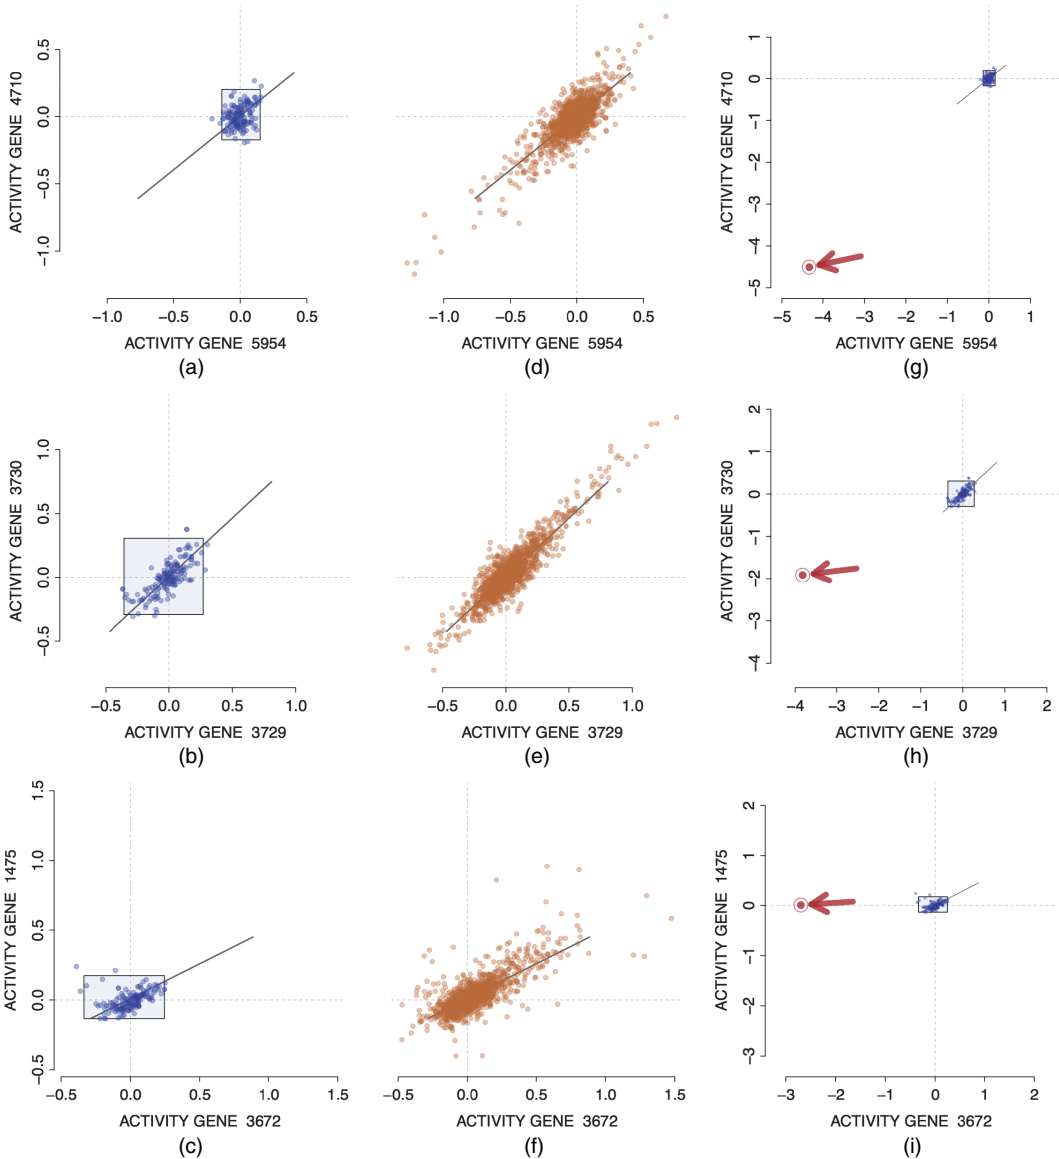 0.5
0.0
−0.5
−1.0
ACTIVITY GENE 4710
−1.0 −0.5 0.0 0.5
ACTIVITY GENE 5954
(a)
−1.0 −0.5 0.0 0.5
ACTIVITY GENE 5954
(d)
1
0
−1
−2
−3
−4
−5
ACTIVITY GENE 4710
−5 −4 −3 −2 −1 0 1
ACTIVITY GENE 5954
(g)
1.0
0.5
0.0
−0.5
ACTIVITY GENE 3730
−0.5 0.0 0.5 1.0
ACTIVITY GENE 3729
(b)
−0.5 0.0 0.5 1.0
ACTIVITY GENE 3729
(e)
2
1
0
−1
−2
−3
−4
ACTIVITY GENE 3730
−4 −3 −2 −1 0 1 2
ACTIVITY GENE 3729
(h)
1.5
1.0
0.5
0.0
−0.5
ACTIVITY GENE 1475
−0.5 0.0 0.5 1.0 1.5
ACTIVITY GENE 3672
(c)
−0.5 0.0 0.5 1.0 1.5
ACTIVITY GENE 3672
(f)
2
1
0
−1
−2
−3
ACTIVITY GENE 1475
−3 −2 −1 0 1 2
ACTIVITY GENE 3672
(i)